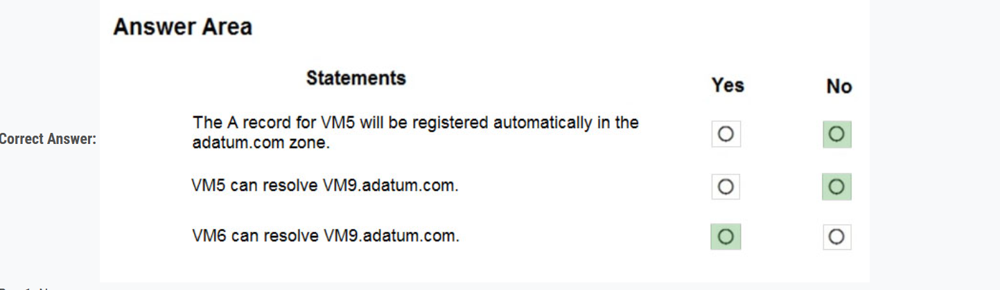 Answer Area
Statements
Yes
No
The A record for VM5 will be registered automatically in the
adatum.com zone.
Correct Answer:
VM5 can resolve VM9.adatum.com.
VM6 can resolve VM9.adatum.com.